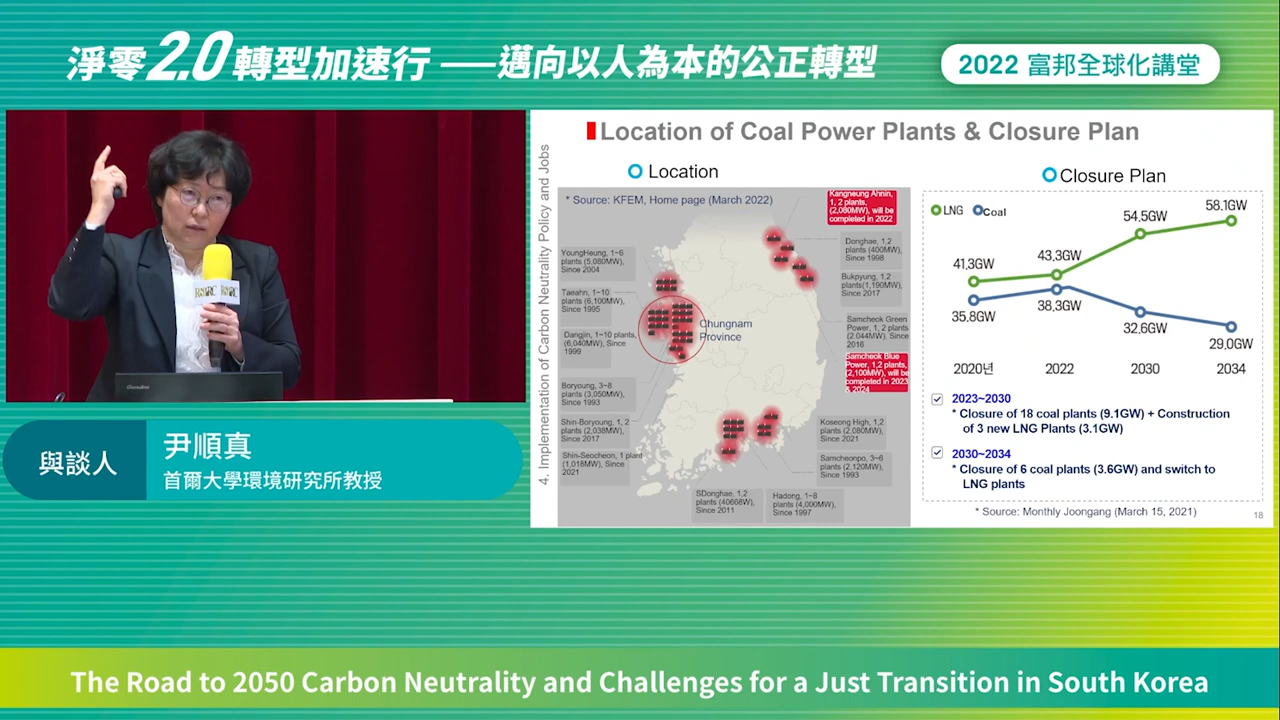 淨零2.0轉型加速行——邁向以人為本的公正轉型
2022 富邦全球化講堂
與談人
尹順真
首爾大學環境研究所教授
4. Implementation of Carbon Neutrality Policy and Jobs
Location of Coal Power Plants & Closure Plan
Location
* Source: KFEM, Home page (March 2022)
Kangneung Ahnin,
1, 2 plants,
(2,080MW), will be
completed in 2022
YoungHeung, 1~6
plants (5,080MW),
Since 2004
Taeahn, 1~10
plants (6,100MW),
Since 1995
Dangjin, 1~10 plants,
(6,040MW), Since
1999
Boryoung, 3~8
plants (3,050MW),
Since 1993
Shin-Boryoung, 1, 2
plants (2,038MW),
Since 2017
Shin-Seocheon, 1 plant
(1,018MW), Since
2021
Chungnam
Province
Donghae, 1,2
plants (400MW),
Since 1998
Bukpyung, 1,2
plant(1,190MW),
Since 2017
Samcheck Green
Power, 1, 2 plants
(2.044MW), Since
2016
Samcheok Blue
Power, 1,2 plants,
(2,100MW), will be
completed in 2023
& 2024
Koseong High, 1,2
plants (2,080MW),
Since 2021
Samcheonpo, 3~6
plants (2.120MW),
Since 1993
SDonghae, 1,2
plants (40668W),
Since 2011
Hadong, 1~8
plants (4,000MW),
Since 1997
Closure Plan
LNG
Coal
41,3GW
43,3GW
54,5GW
58,1GW
35,8GW
38,3GW
32,6GW
29,0GW
2020년
2022
2030
2034
2023~2030
* Closure of 18 coal plants (9.1GW) + Construction
of 3 new LNG Plants (3.1GW)
2030~2034
* Closure of 6 coal plants (3.6GW) and switch to
LNG plants
* Source: Monthly Joongang (March 15, 2021)
18
The Road to 2050 Carbon Neutrality and Challenges for a Just Transition in South Korea